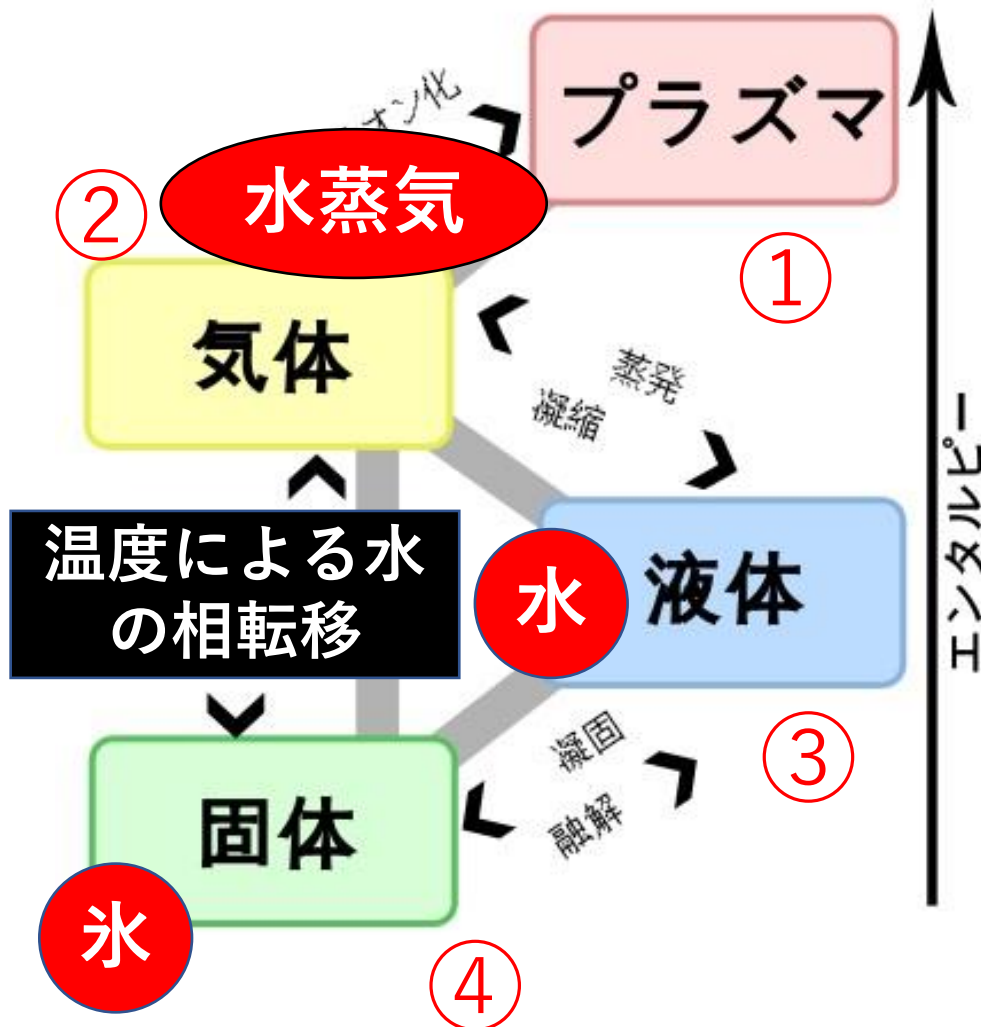 プラズマ
オン化
水蒸気
②
①
気体
蒸発
凝縮
エンタルピー
温度による水
の相転移
水
液体
凝固
融解
③
固体
氷
④